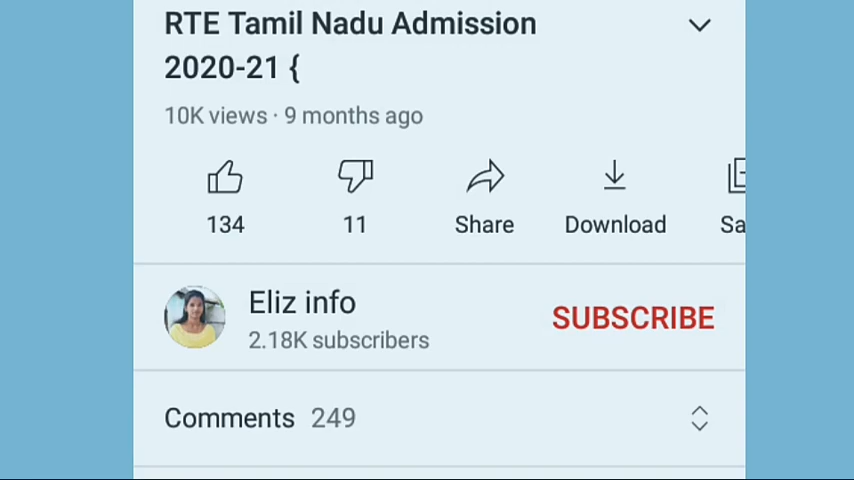 RTE Tamil Nadu Admission
2020-21 {
10K views · 9 months ago
134 11 Share Download Sa
Eliz info
2.18K subscribers
SUBSCRIBE
Comments 249